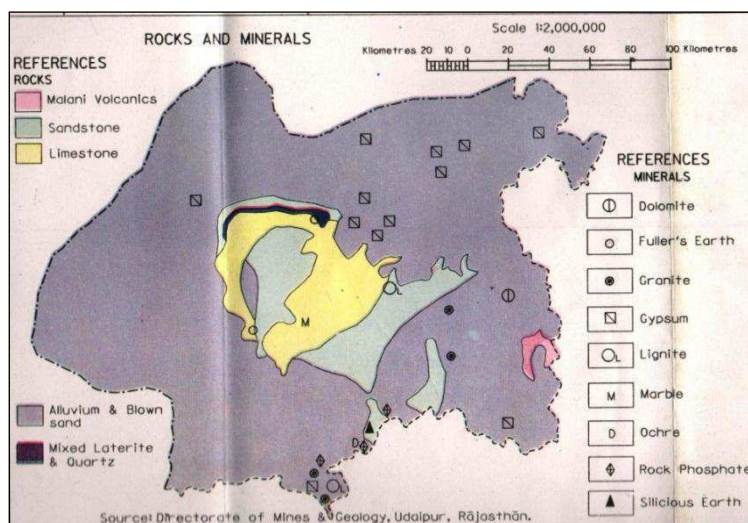 ROCKS AND MINERALS
Scale 1:2,000,000
Kilometres 20 10 0 20 40 60 80 100 Kilometres
REFERENCES
ROCKS
Malani Volcanics
Sandstone
Limestone
Alluvium & Blown
sand
Mixed Laterite
& Quartz
REFERENCES
MINERALS
Dolomite
Fuller's Earth
Granite
Gypsum
L Lignite
M Marble
D Ochre
Rock Phosphate
Silicious Earth
M
L
D
L
Source: Directorate of Mines & Geology, Udaipur, Rājasthān.